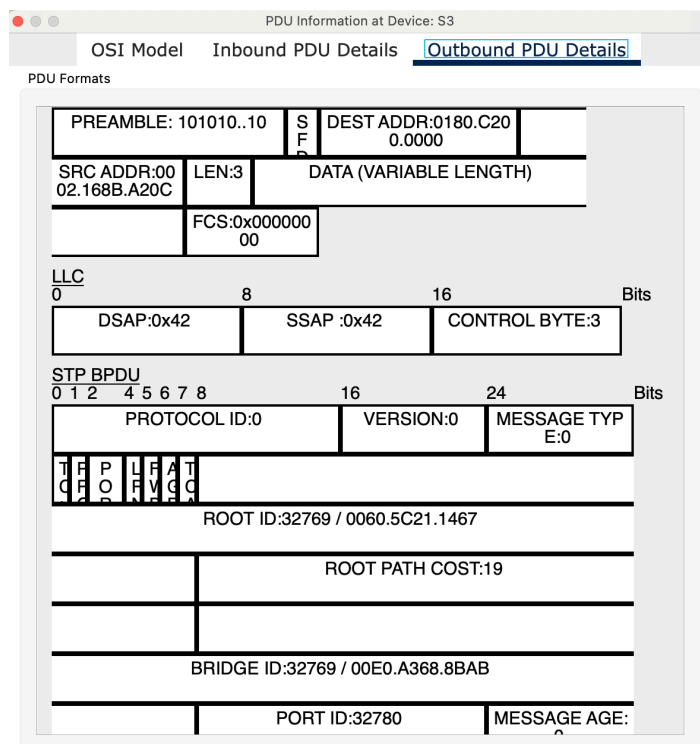 PDU Information at Device: S3
OSI Model Inbound PDU Details Outbound PDU Details
PDU Formats
PREAMBLE: 101010..10
S
F
DEST ADDR:0180.C20
0.0000
SRC ADDR:00
02.168B.A20C
LEN:3
DATA (VARIABLE LENGTH)
FCS:0x000000
00
LLC
0 8 16 Bits
DSAP:0x42 SSAP :0x42 CONTROL BYTE:3
STP BPDU
0 1 2 4 5 6 7 8 16 24 Bits
PROTOCOL ID:0 VERSION:0 MESSAGE TYP
E:0
ROOT ID:32769 / 0060.5C21.1467
ROOT PATH COST:19
BRIDGE ID:32769 / 00E0.A368.8BAB
PORT ID:32780 MESSAGE AGE: